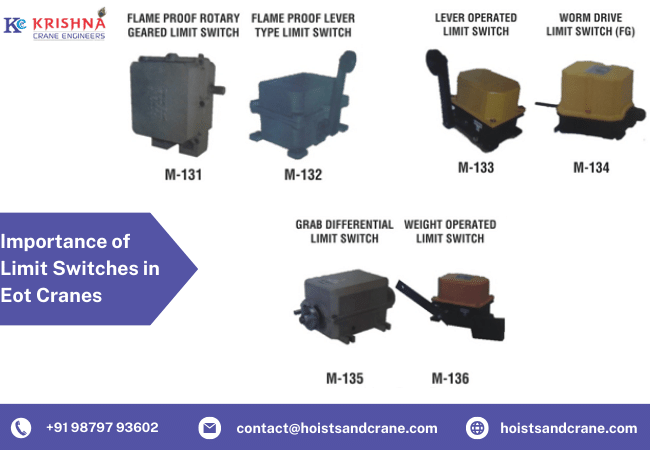 KRISHNA
CRANE ENGINEERS
FLAME PROOF ROTARY
GEARED LIMIT SWITCH
FLAME PROOF LEVER
TYPE LIMIT SWITCH
LEVER OPERATED
LIMIT SWITCH
WORM DRIVE
LIMIT SWITCH (FG)
M-131
M-132
M-133
M-134
Importance of
Limit Switches in
Eot Cranes
GRAB DIFFERENTIAL
LIMIT SWITCH
WEIGHT OPERATED
LIMIT SWITCH
M-135
M-136
+91 98797 93602
contact@hoistsandcrane.com
hoistsandcrane.com